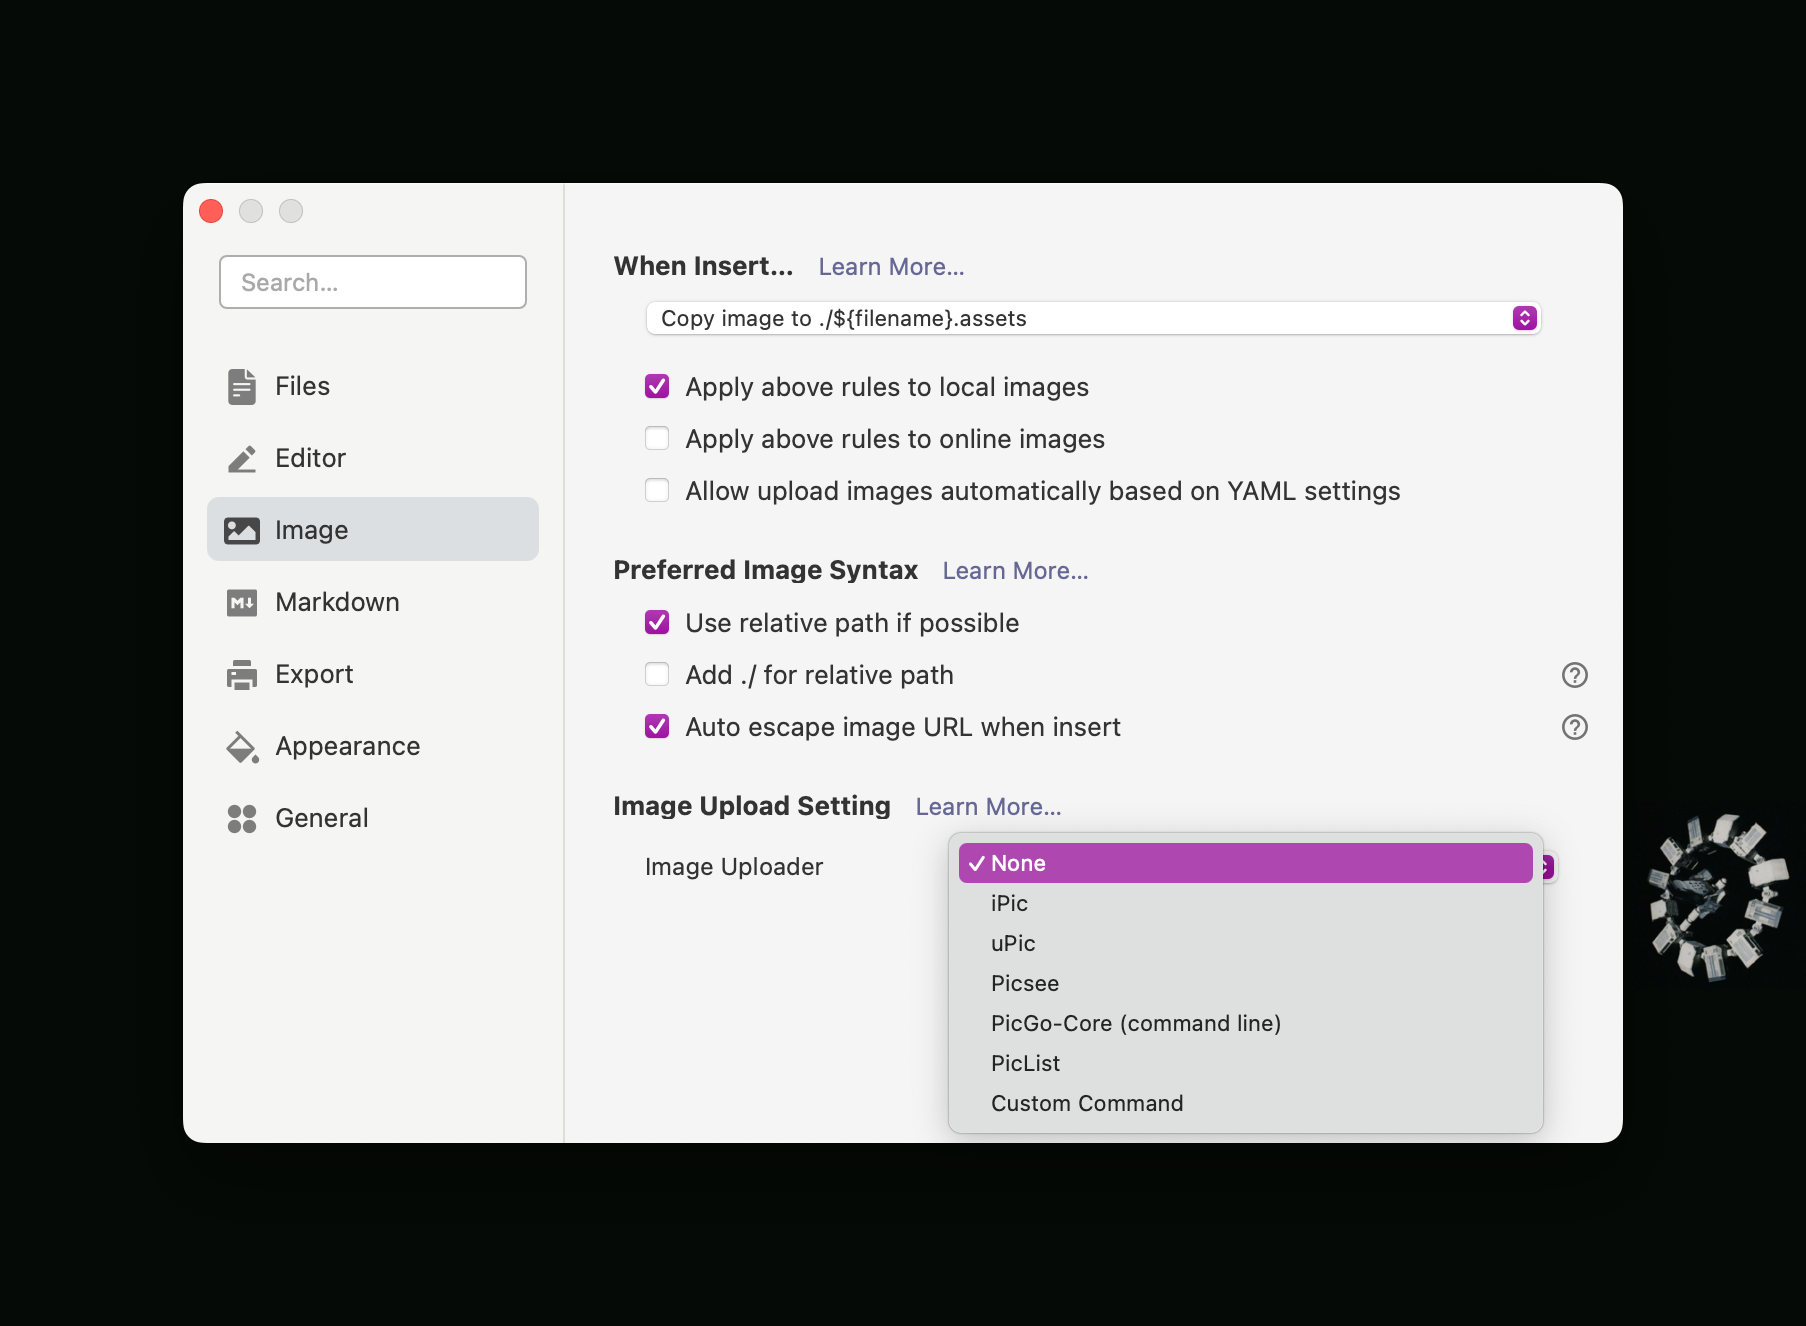 Search...
Files
Editor
Image
Markdown
Export
Appearance
General
When Insert... Learn More...
Copy image to ./${filename}.assets
Apply above rules to local images
Apply above rules to online images
Allow upload images automatically based on YAML settings
Preferred Image Syntax Learn More...
Use relative path if possible
Add ./ for relative path
Auto escape image URL when insert
Image Upload Setting Learn More...
Image Uploader
None
iPic
uPic
Picsee
PicGo-Core (command line)
PicList
Custom Command